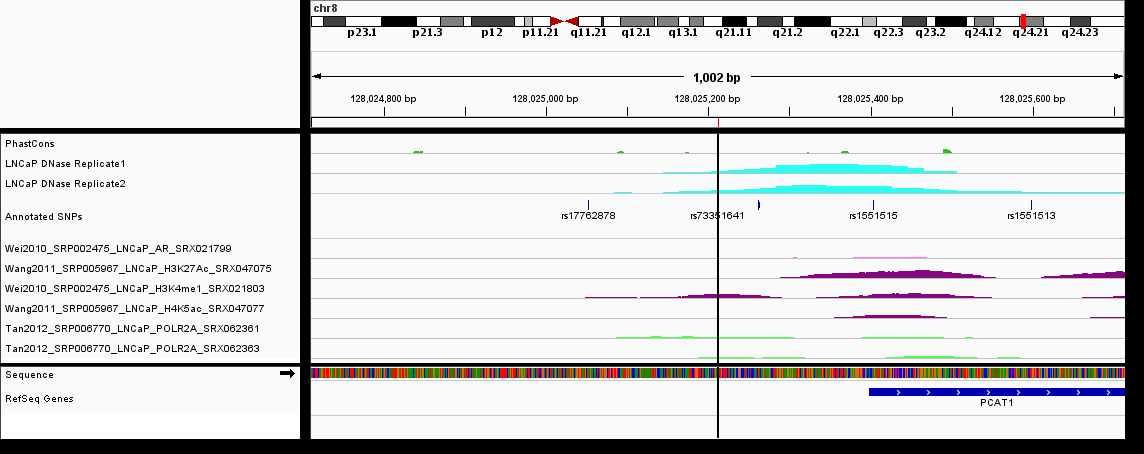 chr8
p23.1 p21.3 p12 p11.21 q11.21 q12.1 q13.1 q21.11 q21.2 q22.1 q22.3 q23.2 q24.12 q24.21 q24.23
1,002 bp
128,024,800 bp 128,025,000 bp 128,025,200 bp 128,025,400 bp 128,025,600 bp
PhastCons
LNCaP DNase Replicate1
LNCaP DNase Replicate2
Annotated SNPs
rs17762878 rs73351641 rs1551515 rs1551513
Wei2010_SRP002475_LNCaP_AR_SRX021799
Wang2011_SRP005967_LNCaP_H3K27Ac_SRX047075
Wei2010_SRP002475_LNCaP_H3K4me1_SRX021803
Wang2011_SRP005967_LNCaP_H4K5ac_SRX047077
Tan2012_SRP006770_LNCaP_POLR2A_SRX062361
Tan2012_SRP006770_LNCaP_POLR2A_SRX062363
Sequence
RefSeq Genes
PCAT1